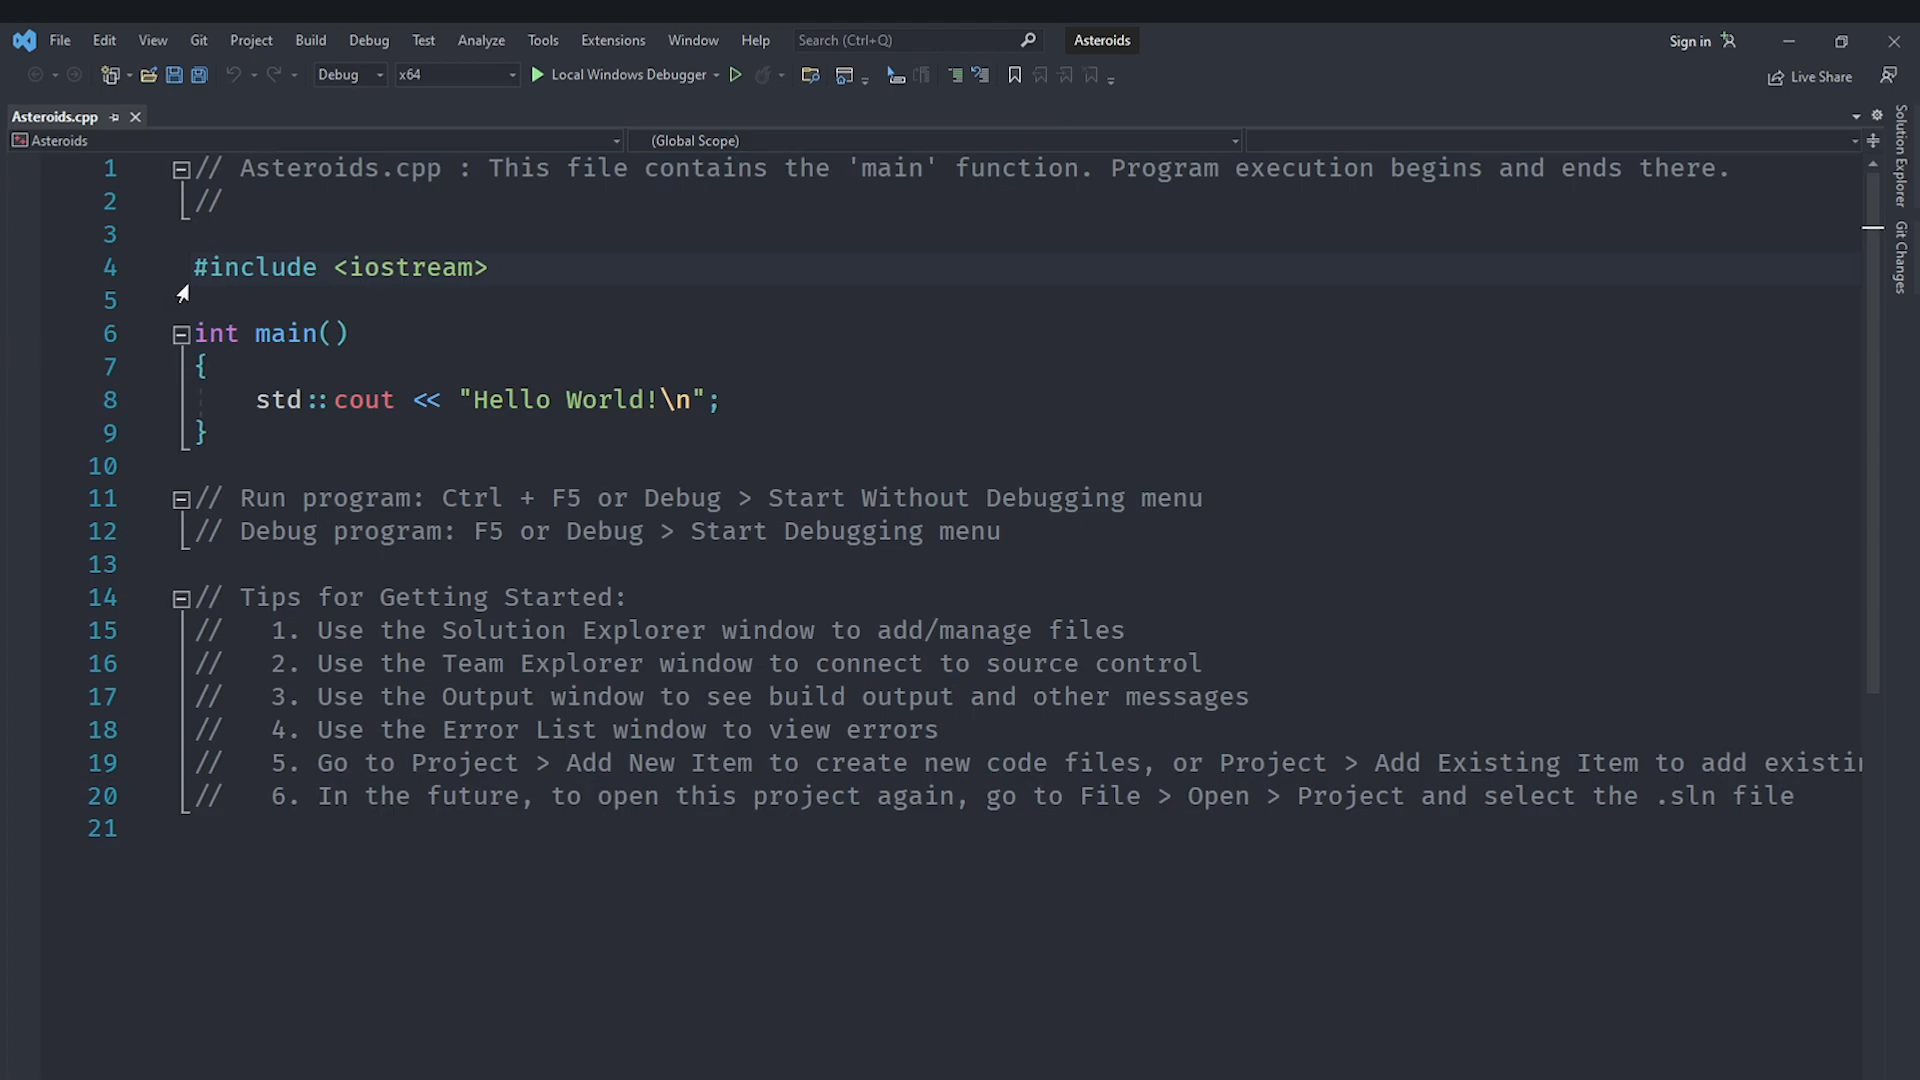 File Edit View Git Project Build Debug Test Analyze Tools Extensions Window Help Search (Ctrl+Q) Asteroids Sign in
Debug x64 Local Windows Debugger Live Share
Asteroids.cpp
Asteroids (Global Scope)
Solution Explorer
Git Changes
1 // Asteroids.cpp : This file contains the 'main' function. Program execution begins and ends there.
2 //
3
4 #include <iostream>
5
6 int main()
7 {
8 std::cout << "Hello World!\n";
9 }
10
11 // Run program: Ctrl + F5 or Debug > Start Without Debugging menu
12 // Debug program: F5 or Debug > Start Debugging menu
13
14 // Tips for Getting Started:
15 // 1. Use the Solution Explorer window to add/manage files
16 // 2. Use the Team Explorer window to connect to source control
17 // 3. Use the Output window to see build output and other messages
18 // 4. Use the Error List window to view errors
19 // 5. Go to Project > Add New Item to create new code files, or Project > Add Existing Item to add existin
20 // 6. In the future, to open this project again, go to File > Open > Project and select the .sln file
21